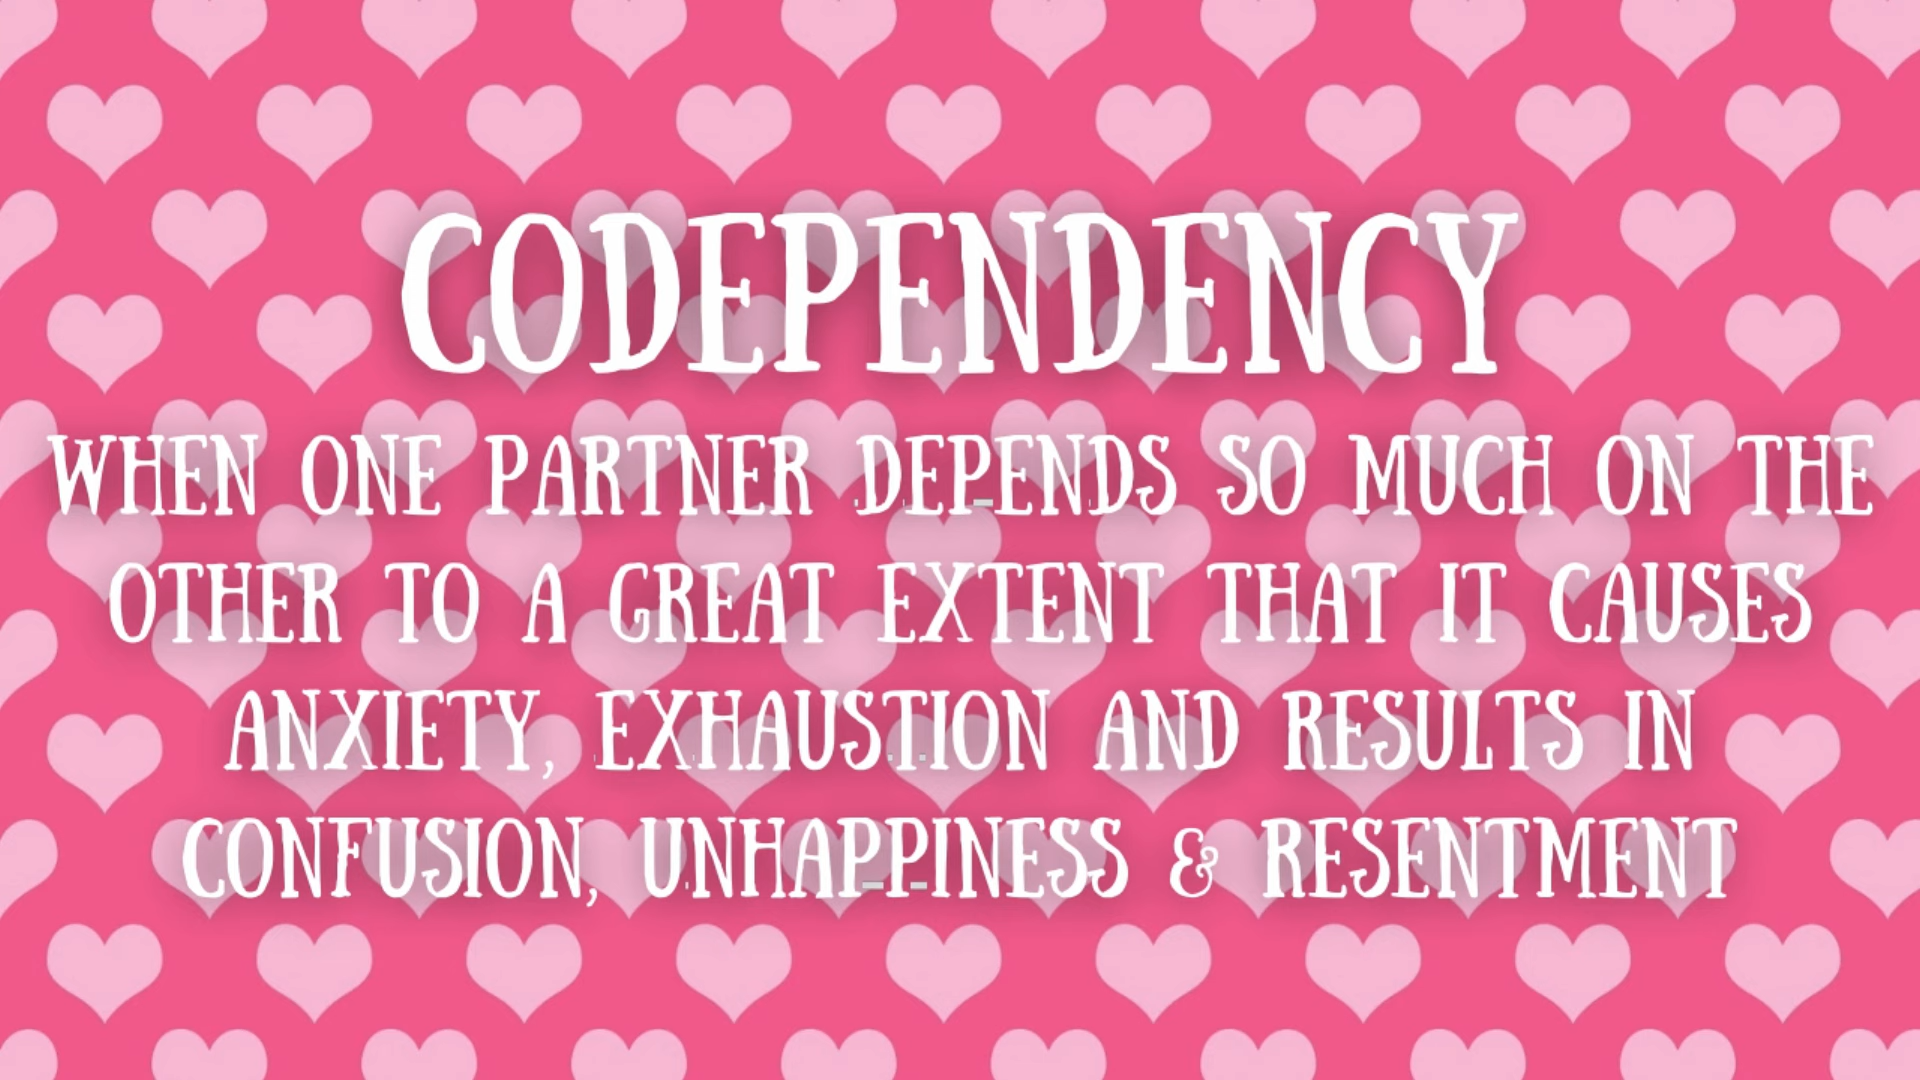 CODEPENDENCY
WHEN ONE PARTNER DEPENDS SO MUCH ON THE
OTHER TO A GREAT EXTENT THAT IT CAUSES
ANXIETY, EXHAUSTION AND RESULTS IN
CONFUSION, UNHAPPINESS & RESENTMENT